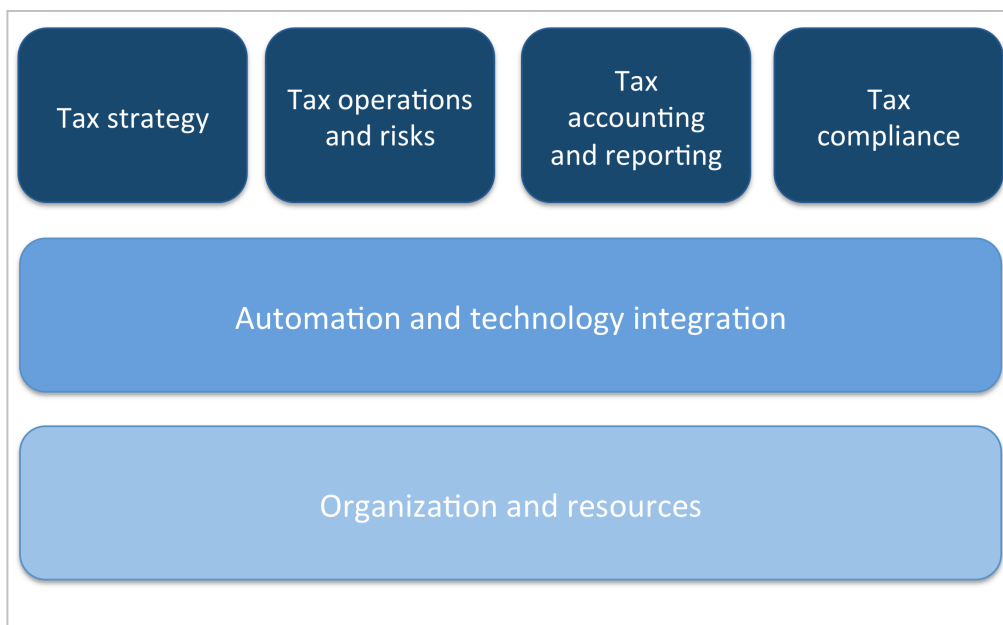 Tax strategy
Tax operations
and risks
Tax
accounting
and reporting
Tax
compliance
Automation and technology integration
Organization and resources